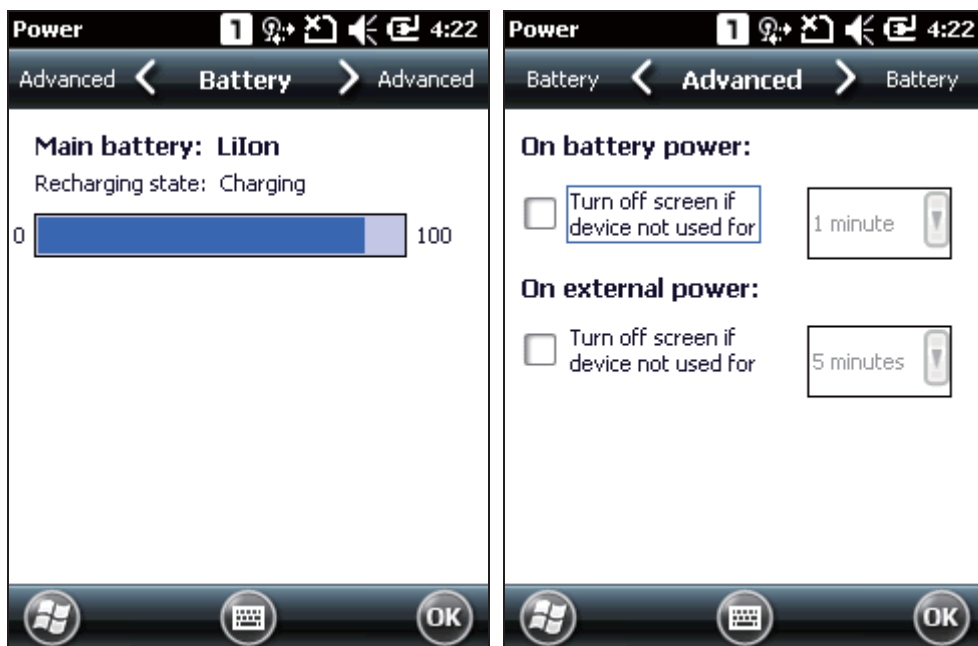 Power 1 4:22
Advanced Battery Advanced
Main battery: LiIon
Recharging state: Charging
0 100
OK
Power 1 4:22
Battery Advanced Battery
On battery power:
Turn off screen if
device not used for
1 minute
On external power:
Turn off screen if
device not used for
5 minutes
OK